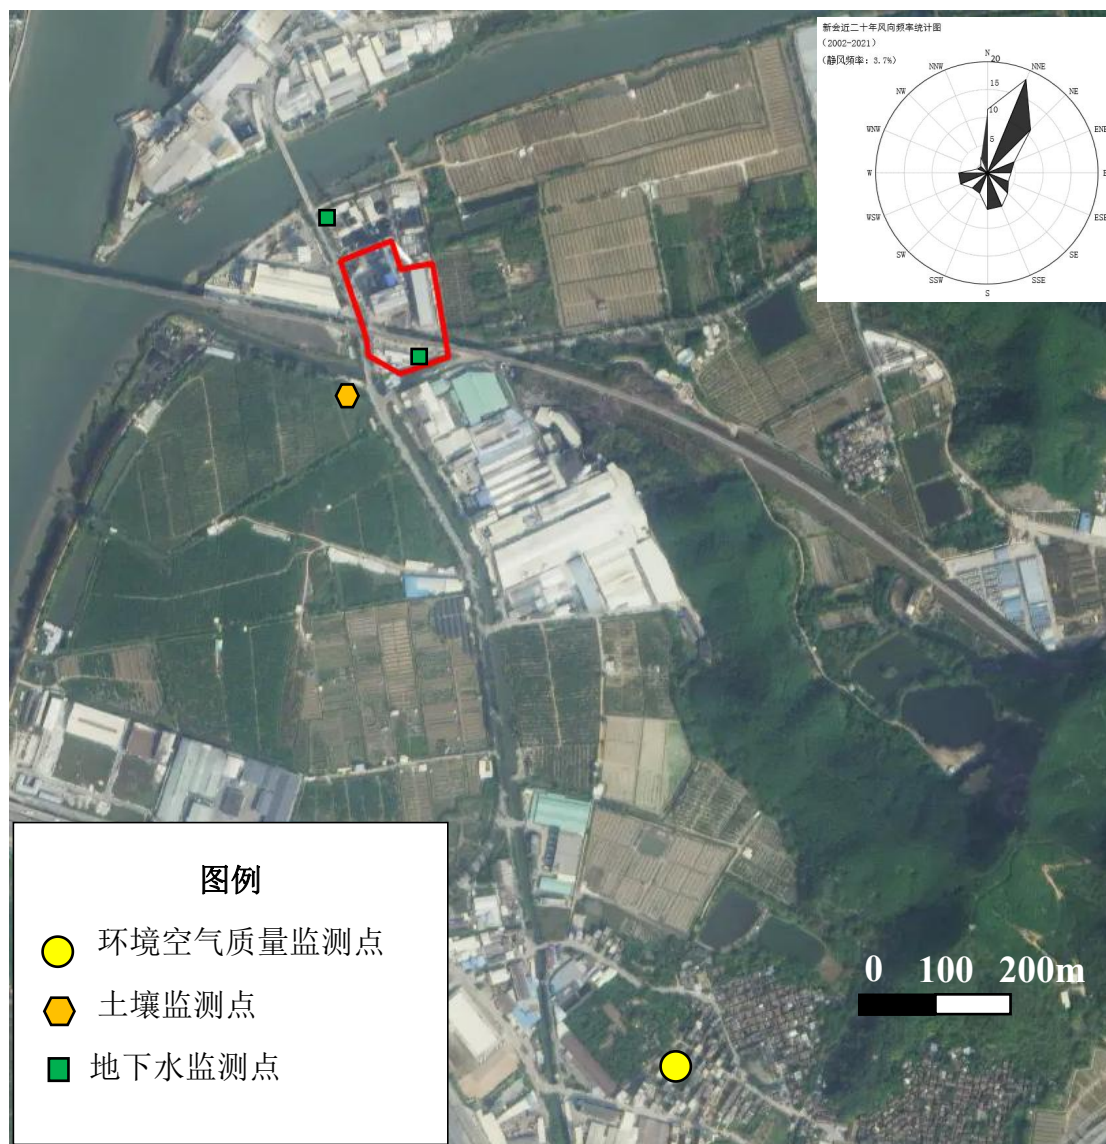 新会近二十年风向频率统计图
(2002-2021)
(静风频率: 3.7%)
N
20
NNW
NNE
NW
15
NE
10
WNW
ENE
5
W
E
WSW
ESE
SW
SE
SSW
SSE
S
图例
环境空气质量监测点
土壤监测点
地下水监测点
0 100 200m